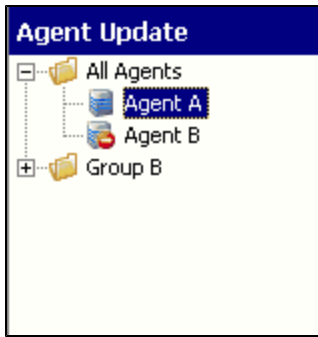 Agent Update
All Agents
Agent A
Agent B
Group B